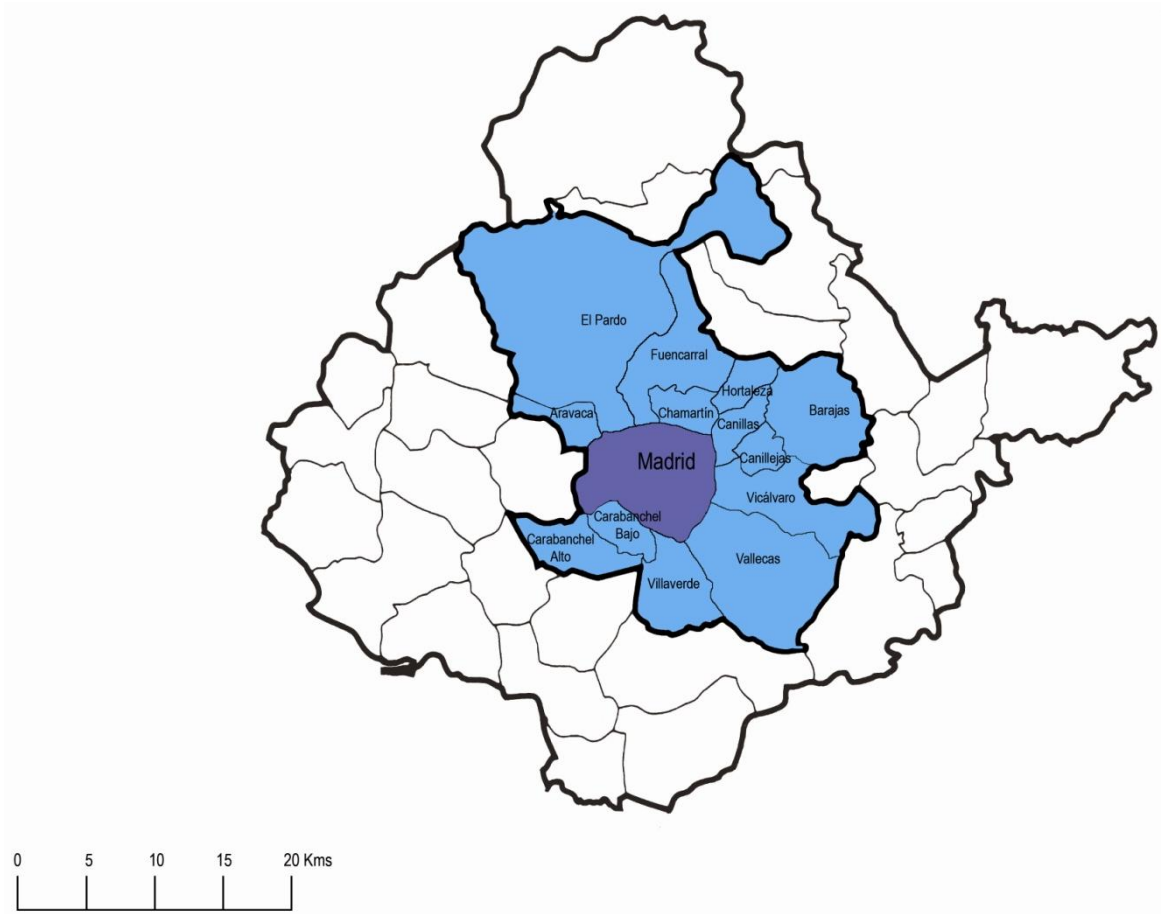 El Pardo
Fuencarral
Hortaleza
Aravaca
Chamartín
Barajas
Canillas
Madrid
Canillejas
Vicálvaro
Carabanchel
Bajo
Carabanchel
Alto
Vallecas
Villaverde
0 5 10 15 20 Kms